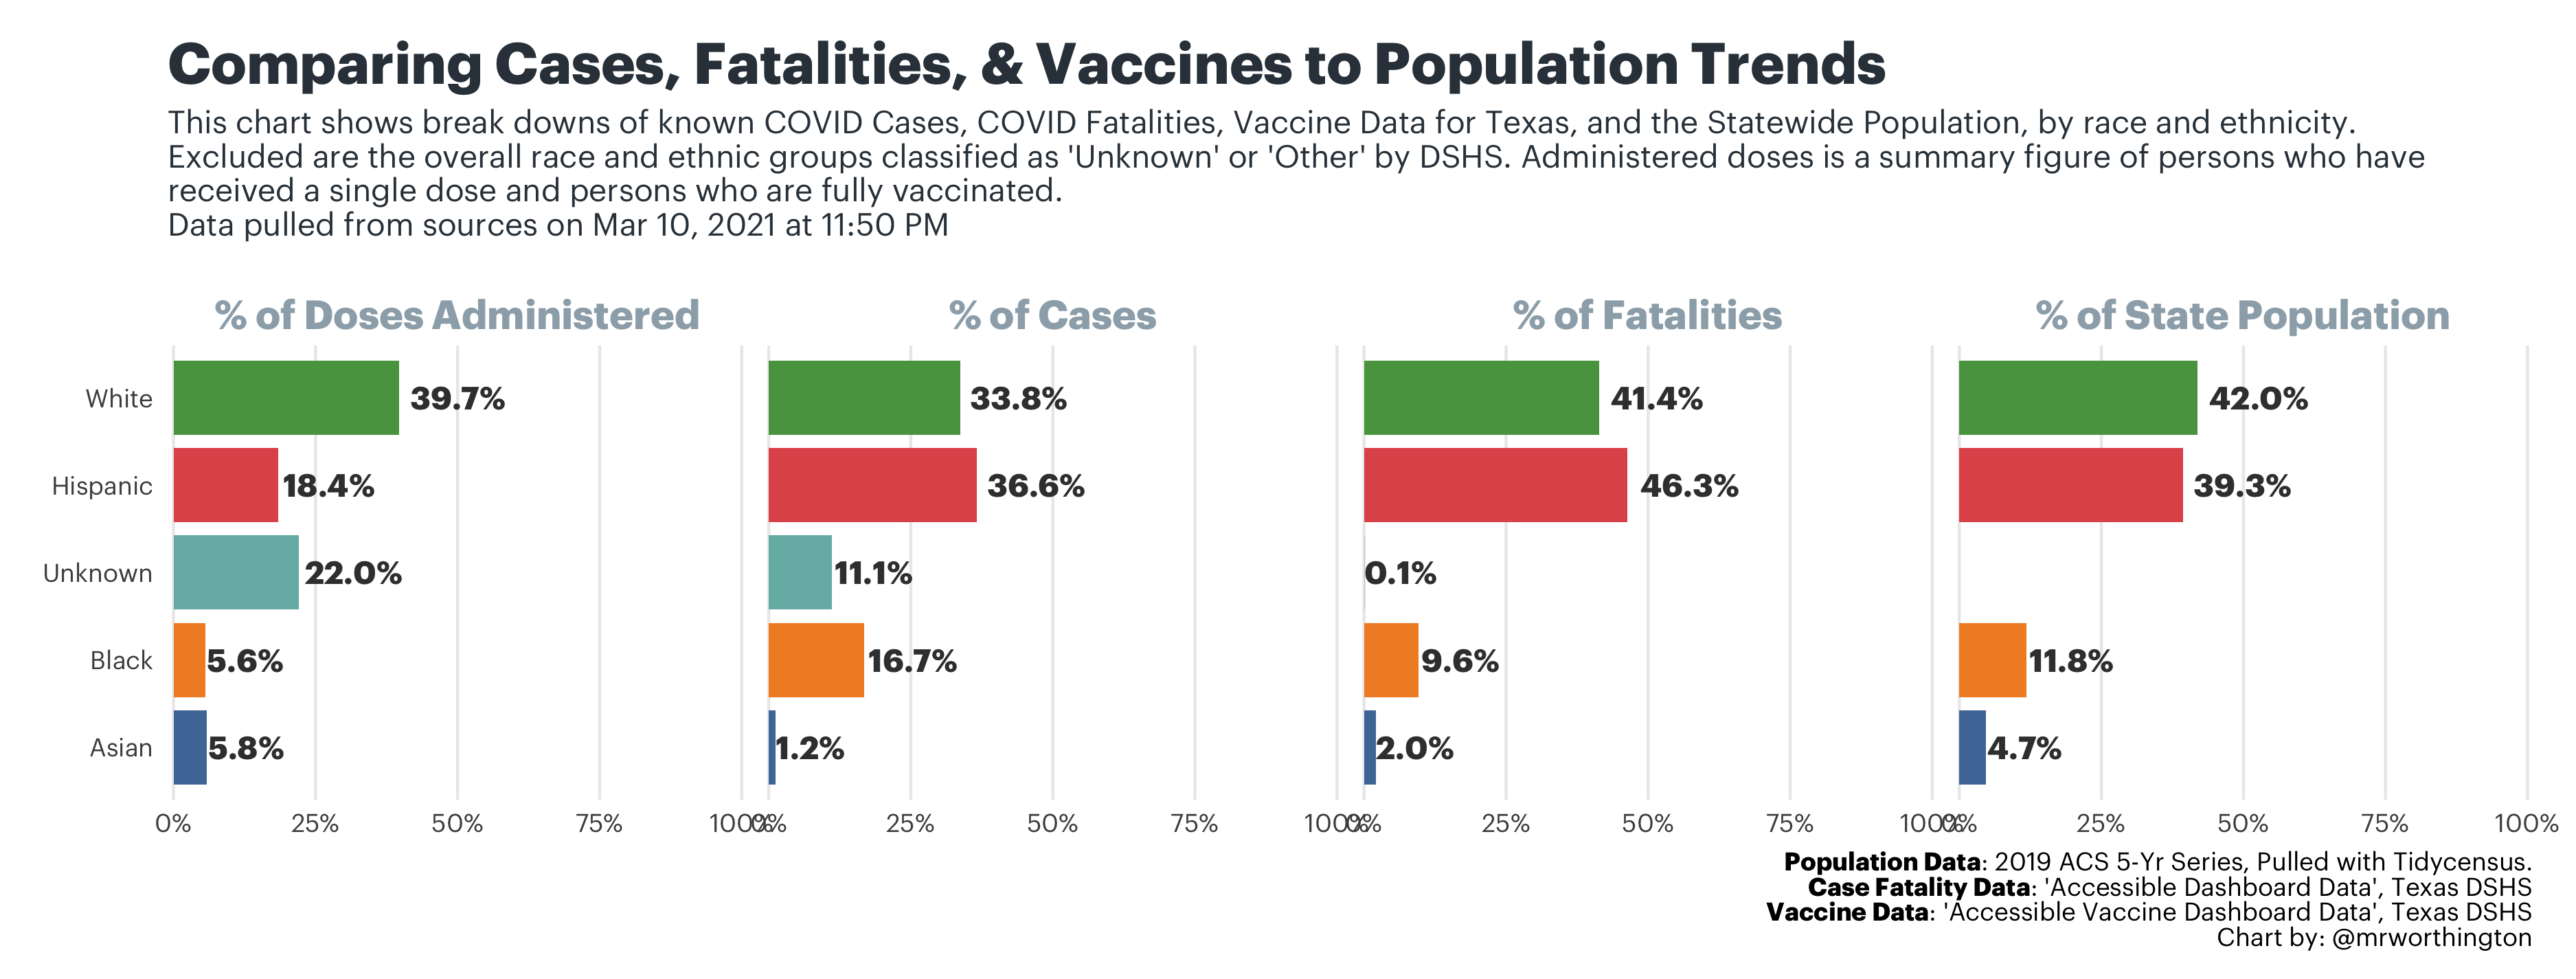 Comparing Cases, Fatalities, & Vaccines to Population Trends
This chart shows break downs of known COVID Cases, COVID Fatalities, Vaccine Data for Texas, and the Statewide Population, by race and ethnicity.
Excluded are the overall race and ethnic groups classified as 'Unknown' or 'Other' by DSHS. Administered doses is a summary figure of persons who have
received a single dose and persons who are fully vaccinated.
Data pulled from sources on Mar 10, 2021 at 11:50 PM
% of Doses Administered % of Cases % of Fatalities % of State Population
White 39.7% 33.8% 41.4% 42.0%
Hispanic 18.4% 36.6% 46.3% 39.3%
Unknown 22.0% 11.1% 0.1%
Black 5.6% 16.7% 9.6% 11.8%
Asian 5.8% 1.2% 2.0% 4.7%
0% 25% 50% 75% 100% 0% 25% 50% 75% 100% 0% 25% 50% 75% 100% 0% 25% 50% 75% 100%
Population Data: 2019 ACS 5-Yr Series, Pulled with Tidycensus.
Case Fatality Data: 'Accessible Dashboard Data', Texas DSHS
Vaccine Data: 'Accessible Vaccine Dashboard Data', Texas DSHS
Chart by: @mrworthington